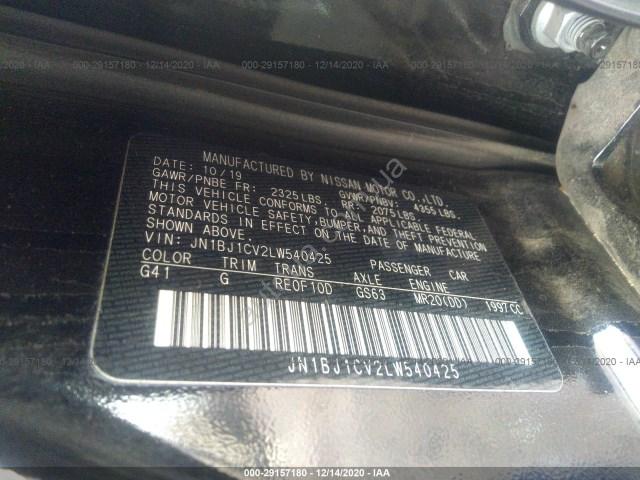 000-29157180 - 12/14/2020 - IAA
MANUFACTURED BY NISSAN MOTOR CO.,LTD.
DATE: 10/19 GVWR/PNBV: 4355 LBS.
GAWR/PNBE FR: 2325 LBS. RR: 2075 LBS.
THIS VEHICLE CONFORMS TO ALL APPLICABLE FEDERAL
MOTOR VEHICLE SAFETY, BUMPER, AND THEFT PREVENTION
STANDARDS IN EFFECT ON THE DATE OF MANUFACTURE
SHOWN ABOVE.
VIN: JN1BJ1CV2LW540425 PASSENGER CAR
COLOR TRIM TRANS AXLE ENGINE
G41 G RE0F10D GS63 MR20(DD) 1997CC
JN1BJ1CV2LW540425
000-29157180 - 12/14/2020 - IAA